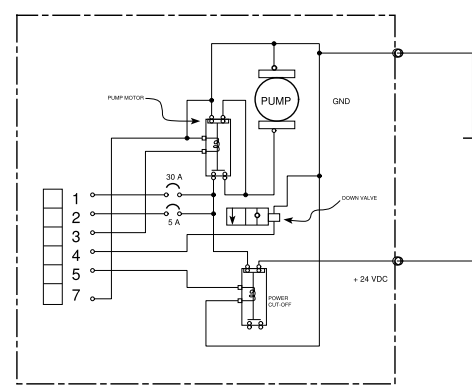 PUMP MOTOR
PUMP
GND
30 A
1
2
5 A
3
4
5
7
DOWN VALVE
+ 24 VDC
POWER
CUT-OFF